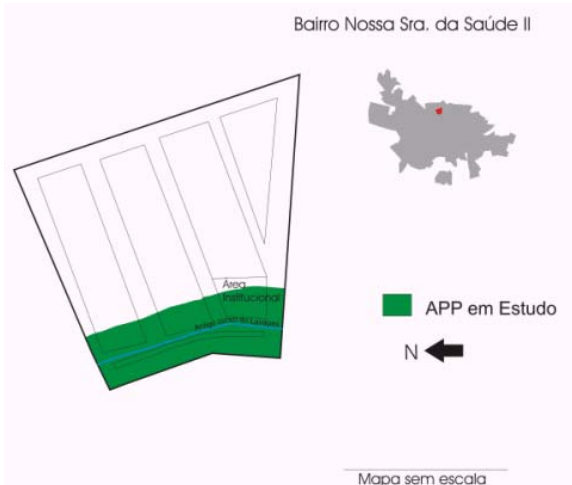 Bairro Nossa Sra. da Saúde II
Área
Institucional
APP em Estudo
N
Mapa sem escala